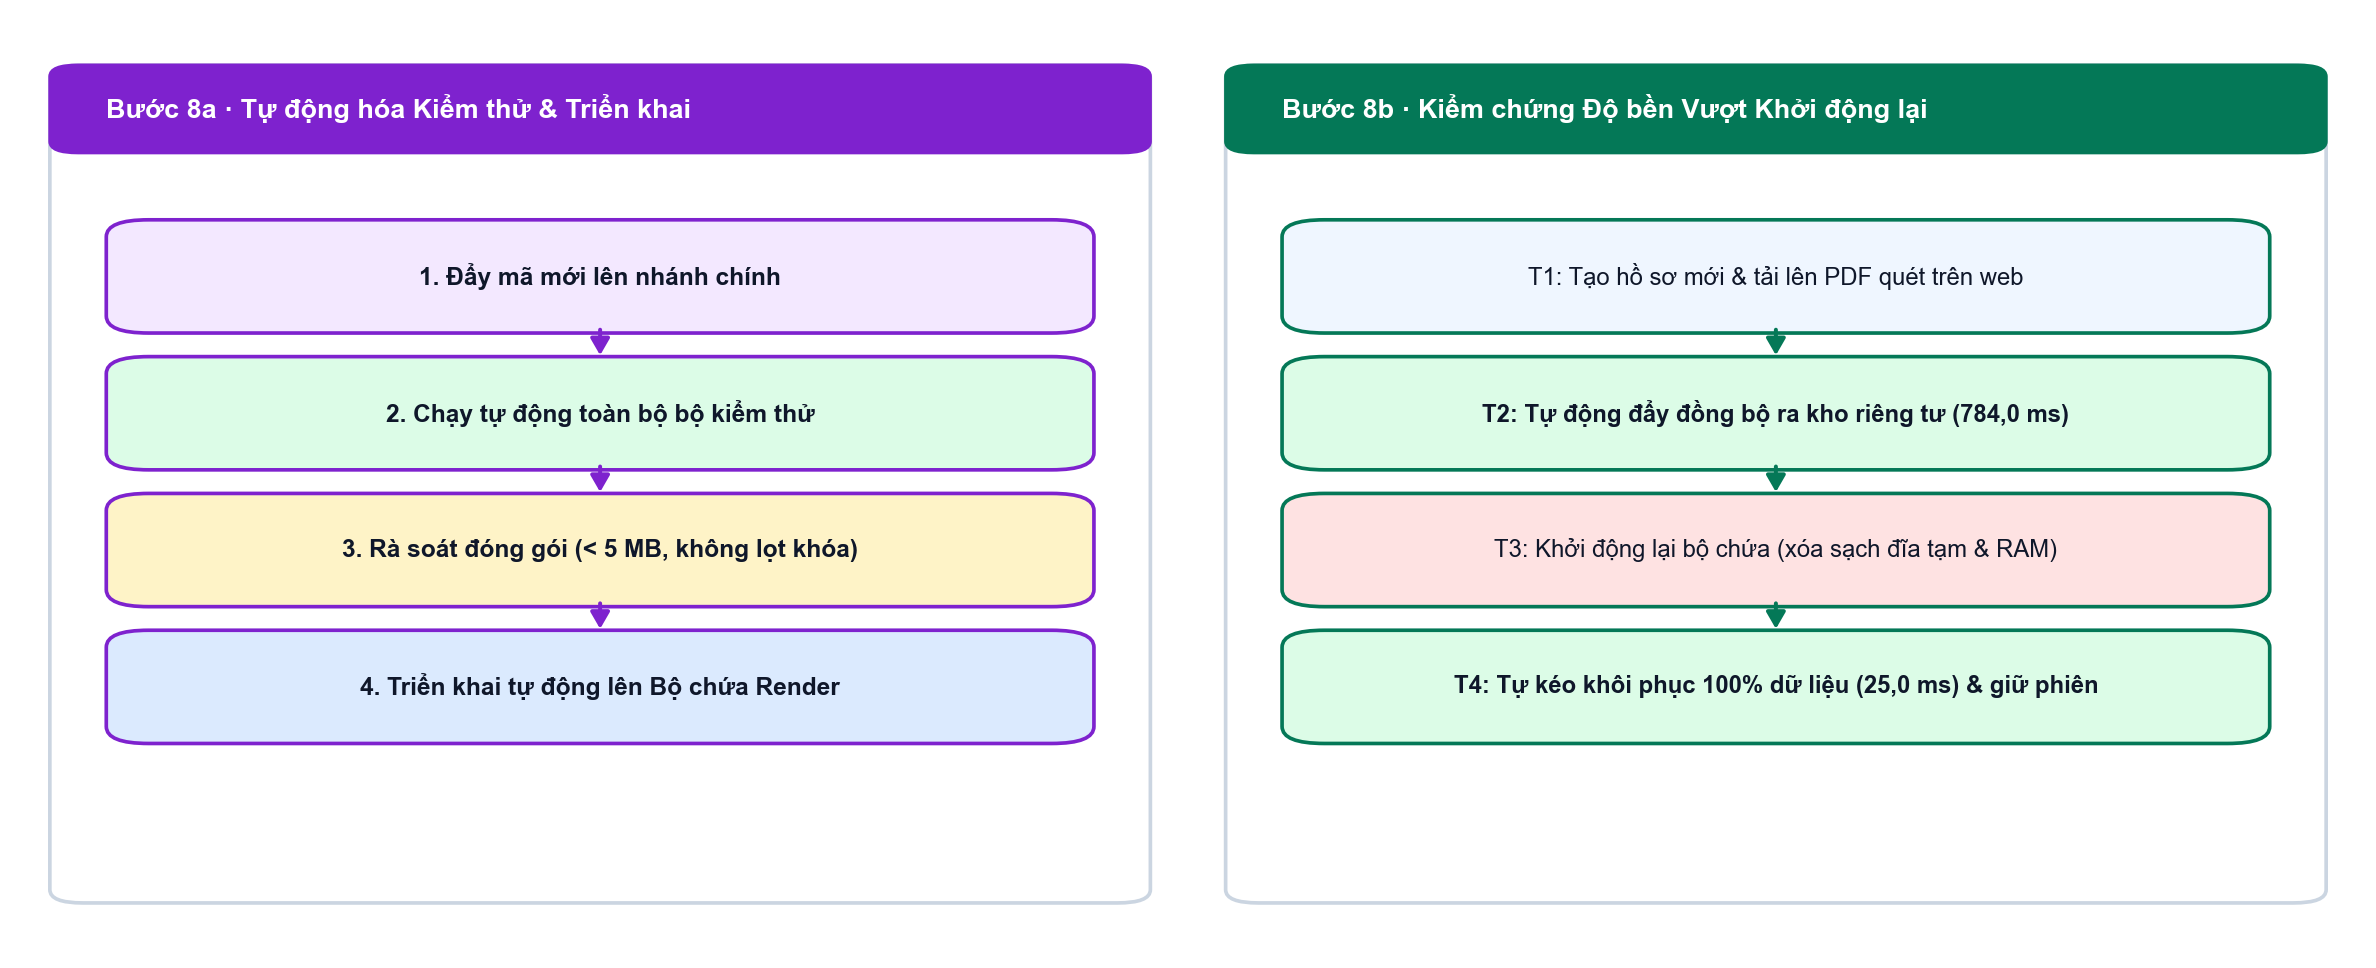 Bước 8a · Tự động hóa Kiểm thử & Triển khai
1. Đẩy mã mới lên nhánh chính
2. Chạy tự động toàn bộ bộ kiểm thử
3. Rà soát đóng gói (< 5 MB, không lọt khóa)
4. Triển khai tự động lên Bộ chứa Render
Bước 8b · Kiểm chứng Độ bền Vượt Khởi động lại
T1: Tạo hồ sơ mới & tải lên PDF quét trên web
T2: Tự động đẩy đồng bộ ra kho riêng tư (784,0 ms)
T3: Khởi động lại bộ chứa (xóa sạch đĩa tạm & RAM)
T4: Tự kéo khôi phục 100% dữ liệu (25,0 ms) & giữ phiên